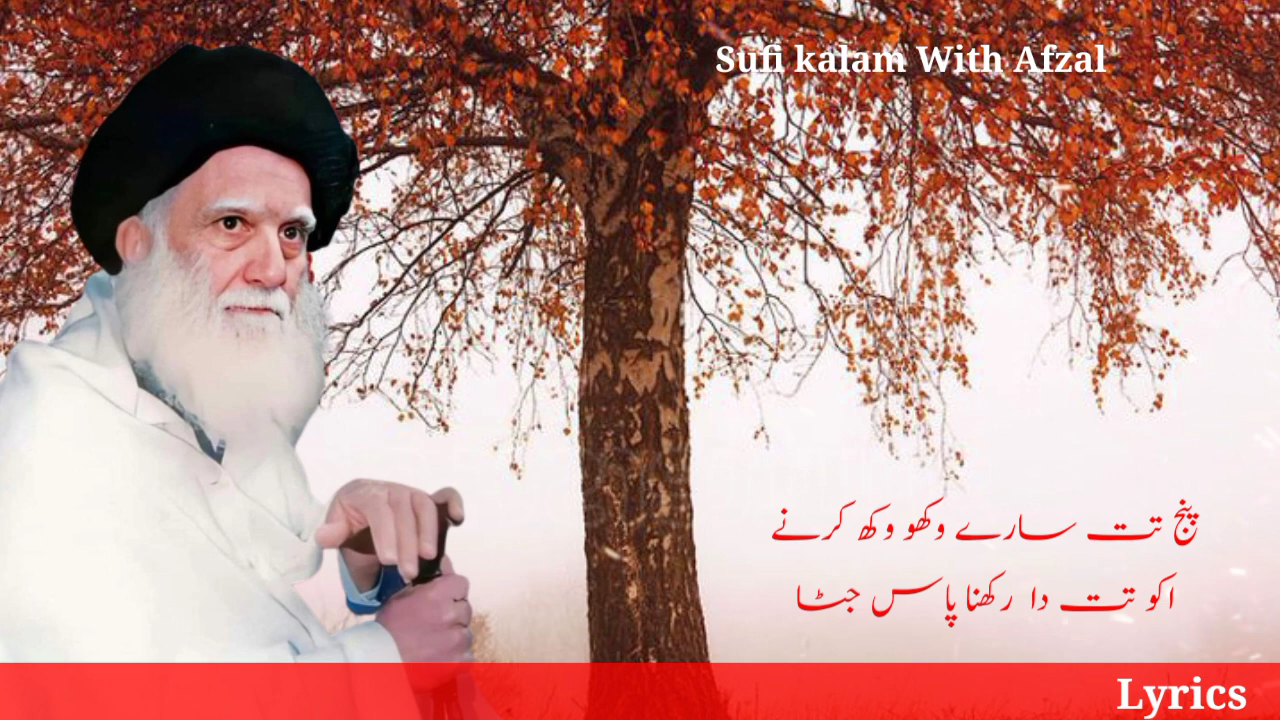 Sufi kalam With Afzal
پنج تت سارے وکھو وکھ کرنے
اکو تت دا رکھنا پاس جٹا
Lyrics